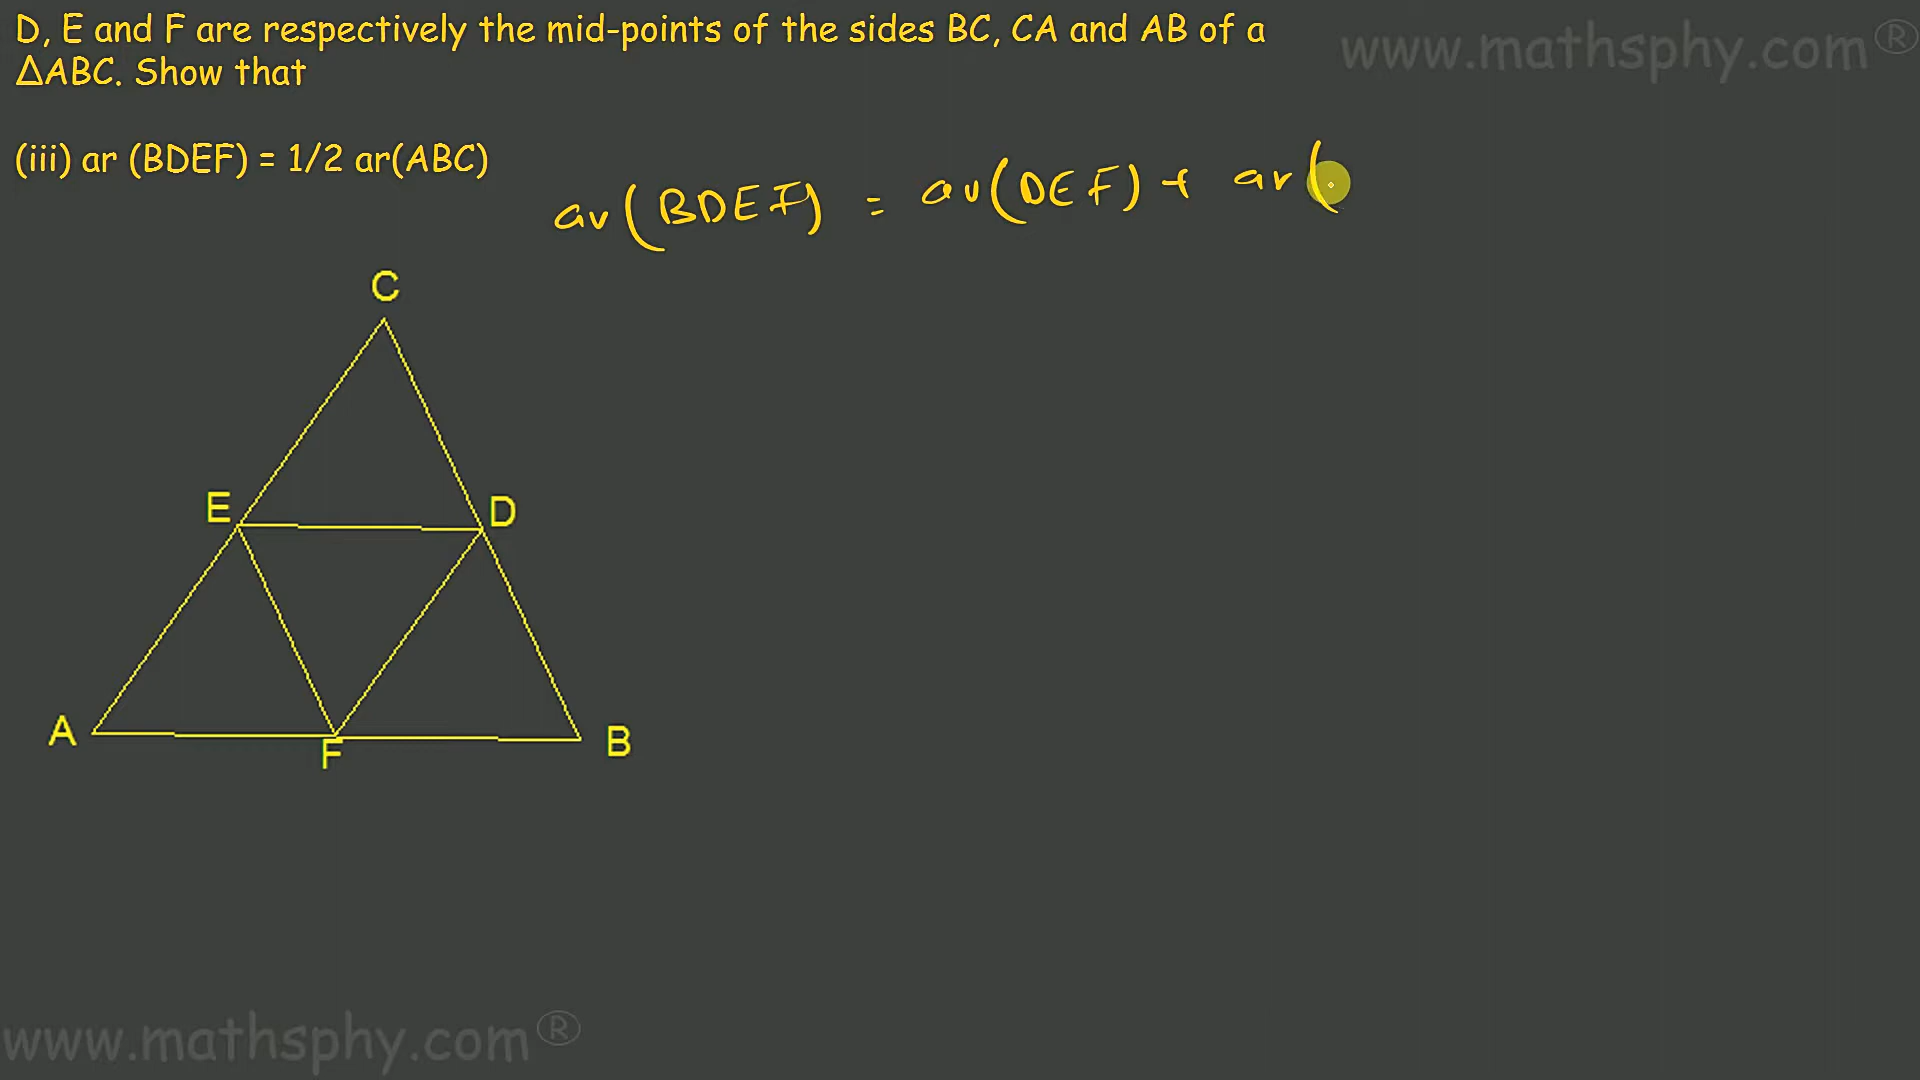 D, E and F are respectively the mid-points of the sides BC, CA and AB of a
ΔABC. Show that
www.mathsphy.com®
(iii) ar (BDEF) = 1/2 ar(ABC)
ar(BDEF) = ar(DEF) + ar(
C
E
D
A
F
B
www.mathsphy.com®